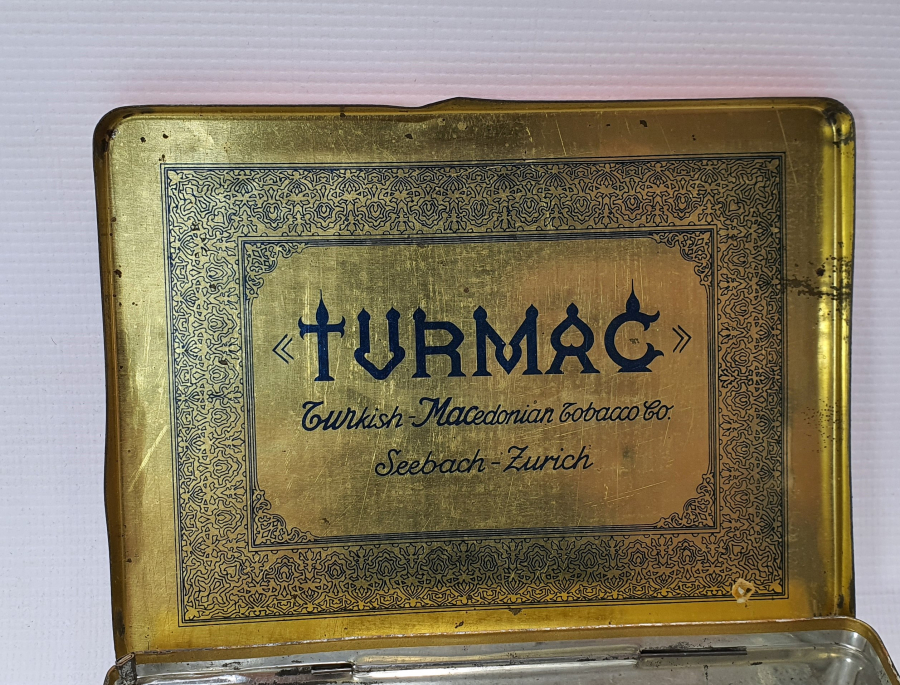 « TURMAC »
Turkish-Macedonian Tobacco Co.
Seebach-Zurich